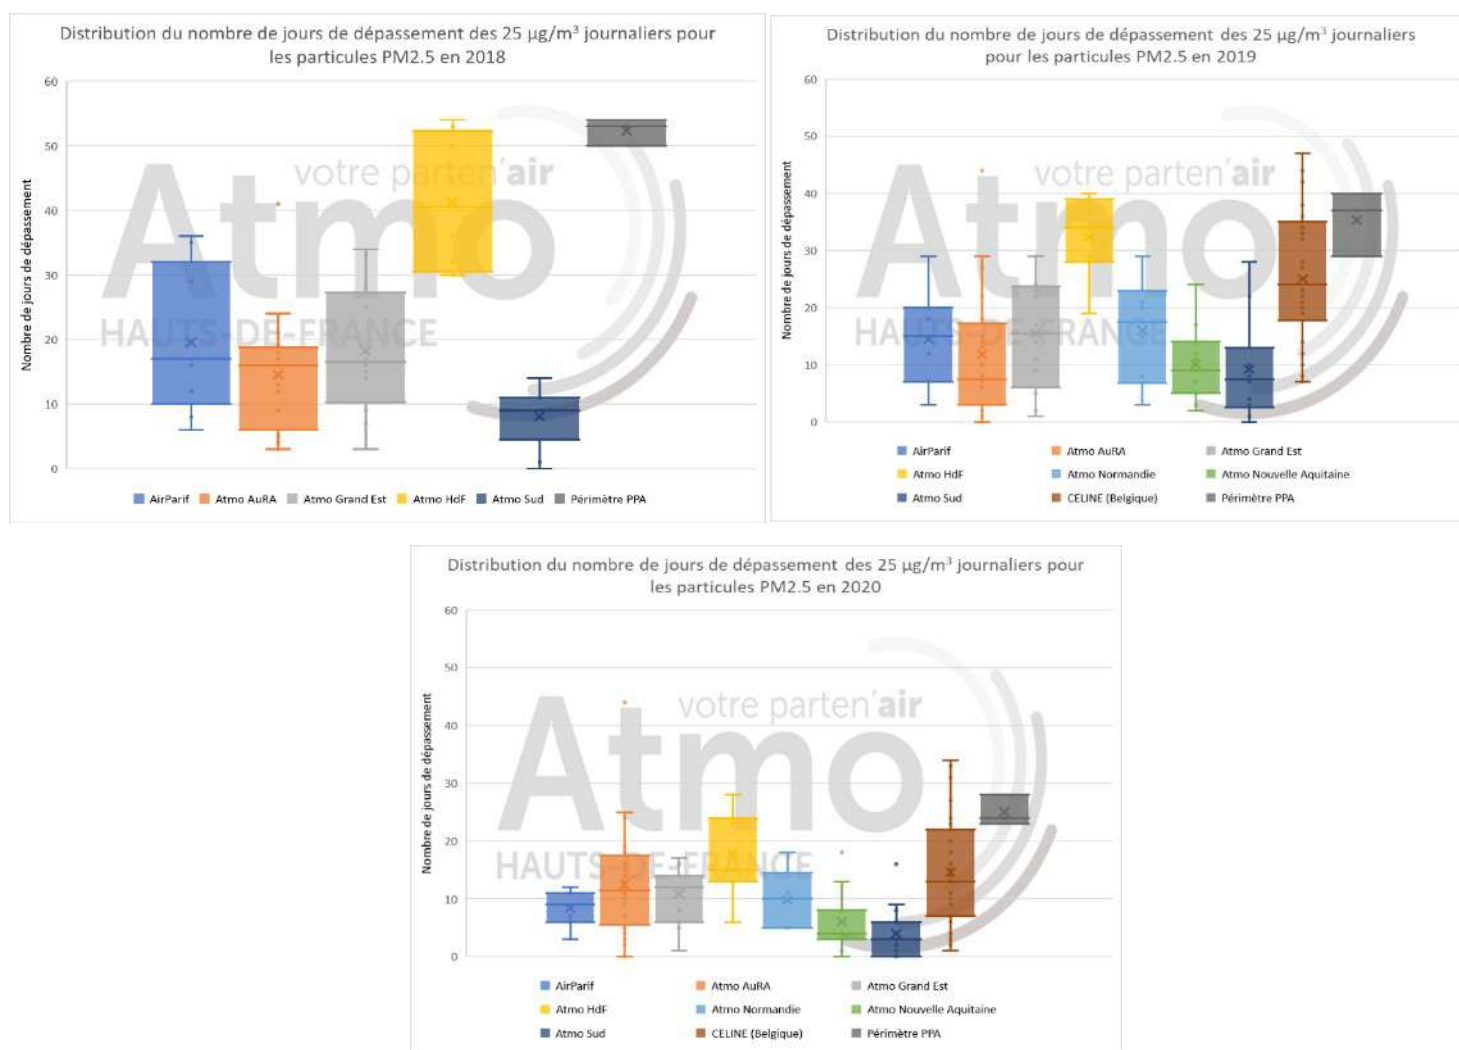 Distribution du nombre de jours de dépassement des 25 µg/m³ journaliers pour
les particules PM2.5 en 2018
60
50
40
30
20
10
0
Nombre de jours de dépassement
votre parten'air
Atmo
HAUTS-DE-FRANCE
AirParif
Atmo AuRA
Atmo Grand Est
Atmo HdF
Atmo Sud
Périmètre PPA
Distribution du nombre de jours de dépassement des 25 µg/m³ journaliers
pour les particules PM2.5 en 2019
60
50
40
30
20
10
0
Nombre de jours de dépassement
votre parten'air
Atmo
HAUTS-DE-FRANCE
AirParif
Atmo AuRA
Atmo Grand Est
Atmo HdF
Atmo Normandie
Atmo Nouvelle Aquitaine
Atmo Sud
CELINE (Belgique)
Périmètre PPA
Distribution du nombre de jours de dépassement des 25 µg/m³ journaliers pour
les particules PM2.5 en 2020
60
50
40
30
20
10
0
Nombre de jours de dépassement
votre parten'air
Atmo
HAUTS-DE-FRANCE
AirParif
Atmo AuRA
Atmo Grand Est
Atmo HdF
Atmo Normandie
Atmo Nouvelle Aquitaine
Atmo Sud
CELINE (Belgique)
Périmètre PPA